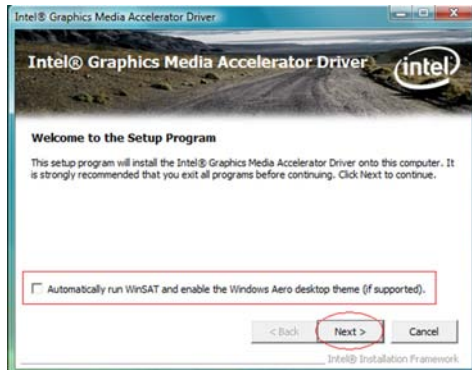 Intel® Graphics Media Accelerator Driver
Intel® Graphics Media Accelerator Driver
intel
Welcome to the Setup Program
This setup program will install the Intel® Graphics Media Accelerator Driver onto this computer. It
is strongly recommended that you exit all programs before continuing. Click Next to continue.
Automatically run WinSAT and enable the Windows Aero desktop theme (if supported).
< Back Next > Cancel
Intel® Installation Framework